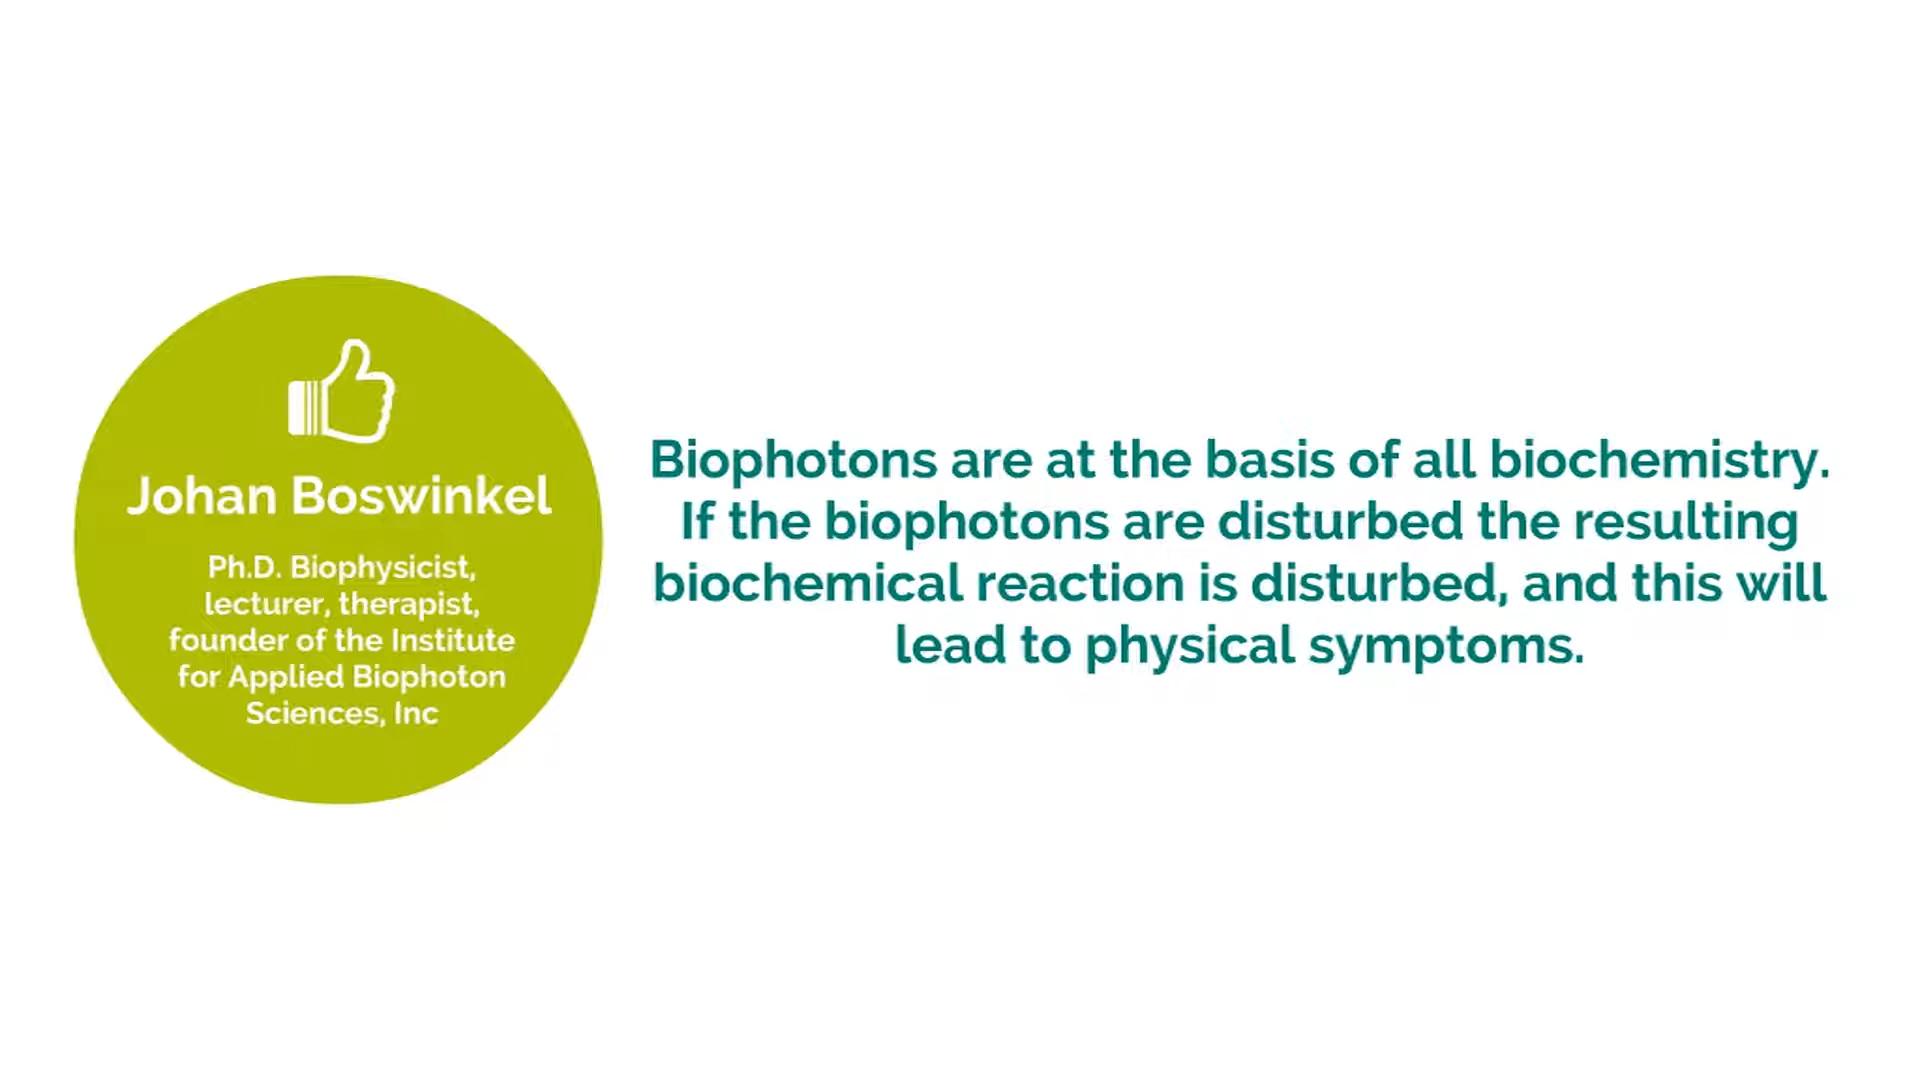 Johan Boswinkel
Ph.D. Biophysicist,
lecturer, therapist,
founder of the Institute
for Applied Biophoton
Sciences, Inc
Biophotons are at the basis of all biochemistry.
If the biophotons are disturbed the resulting
biochemical reaction is disturbed, and this will
lead to physical symptoms.